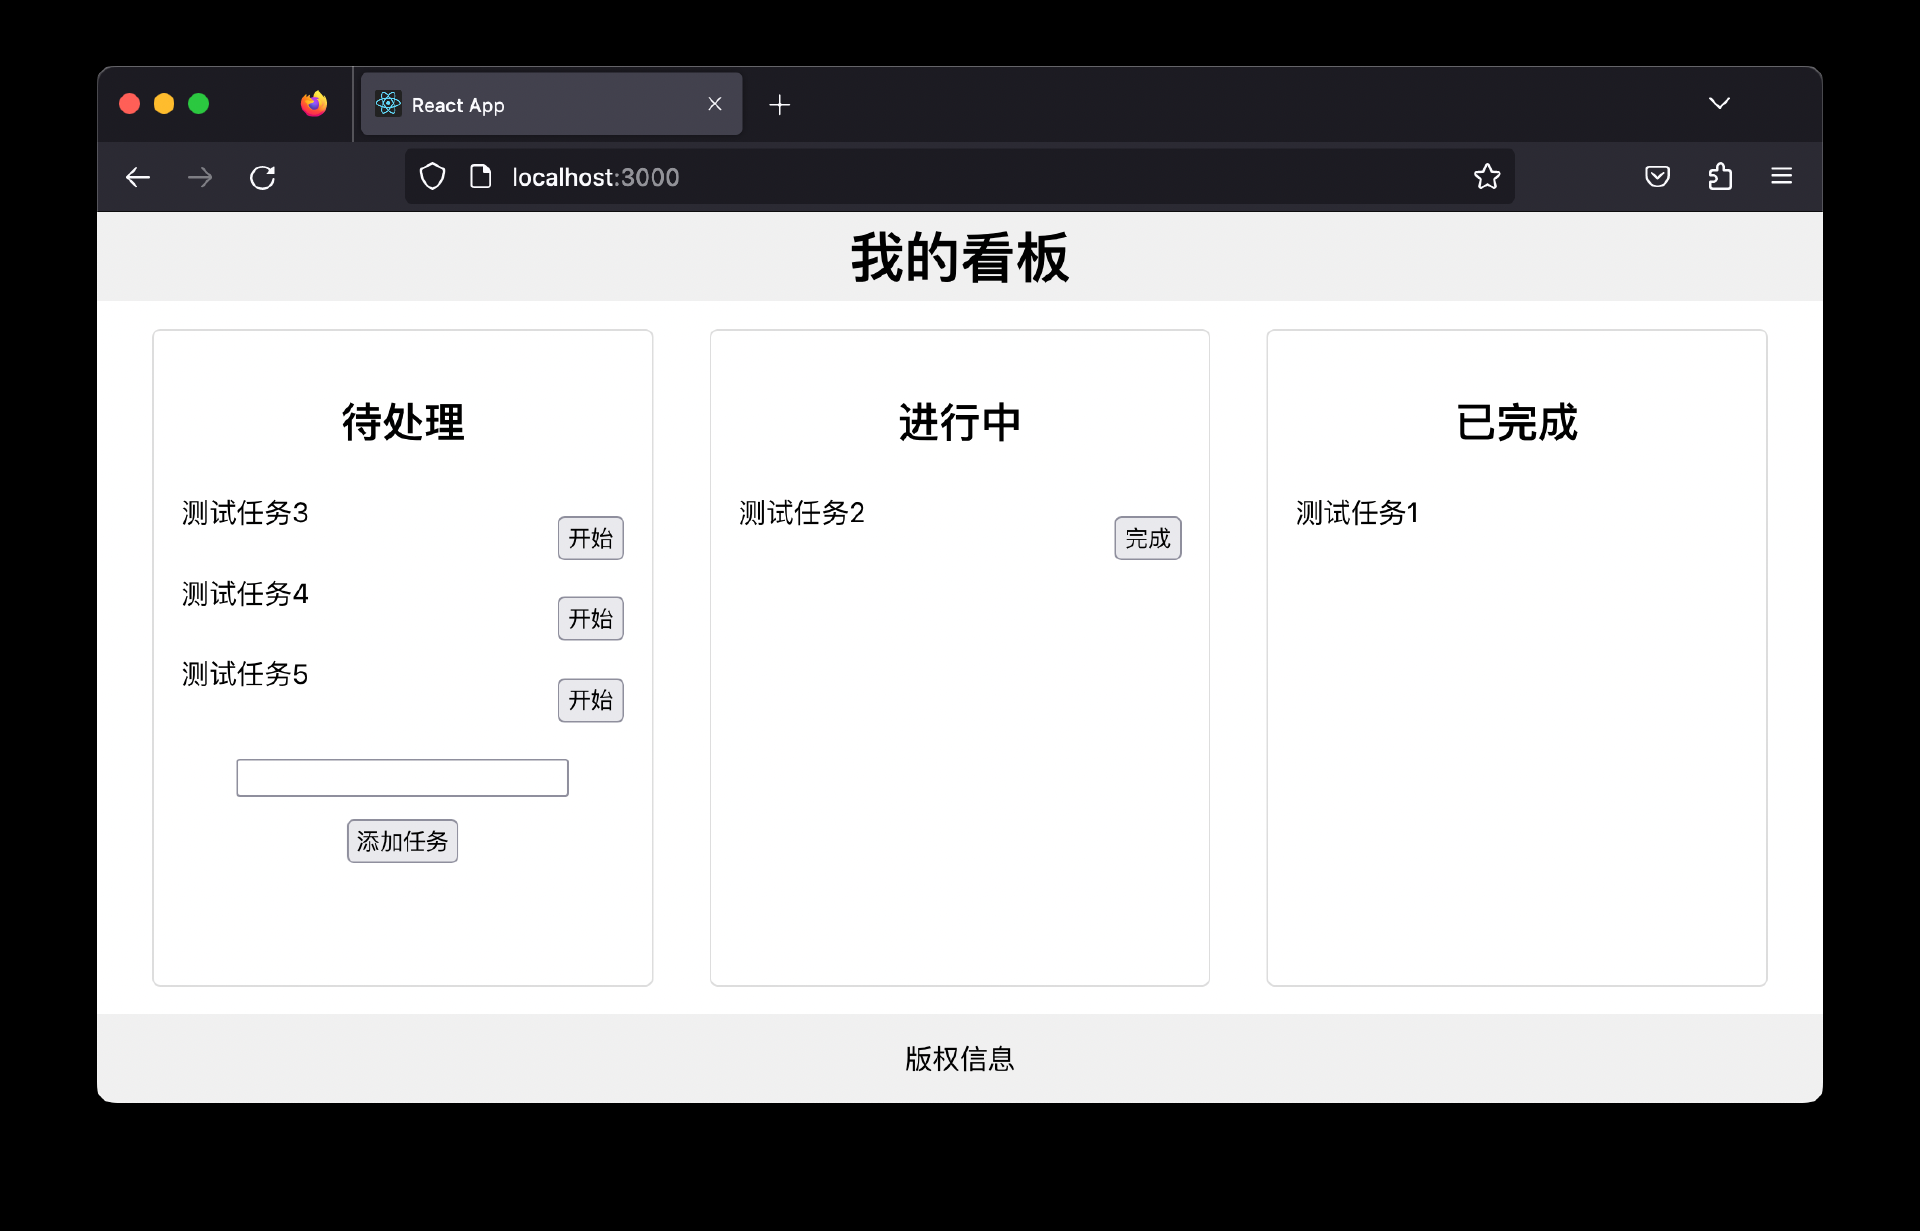 React App
localhost:3000
我的看板
待处理
测试任务3
开始
测试任务4
开始
测试任务5
开始
添加任务
进行中
测试任务2
完成
已完成
测试任务1
版权信息